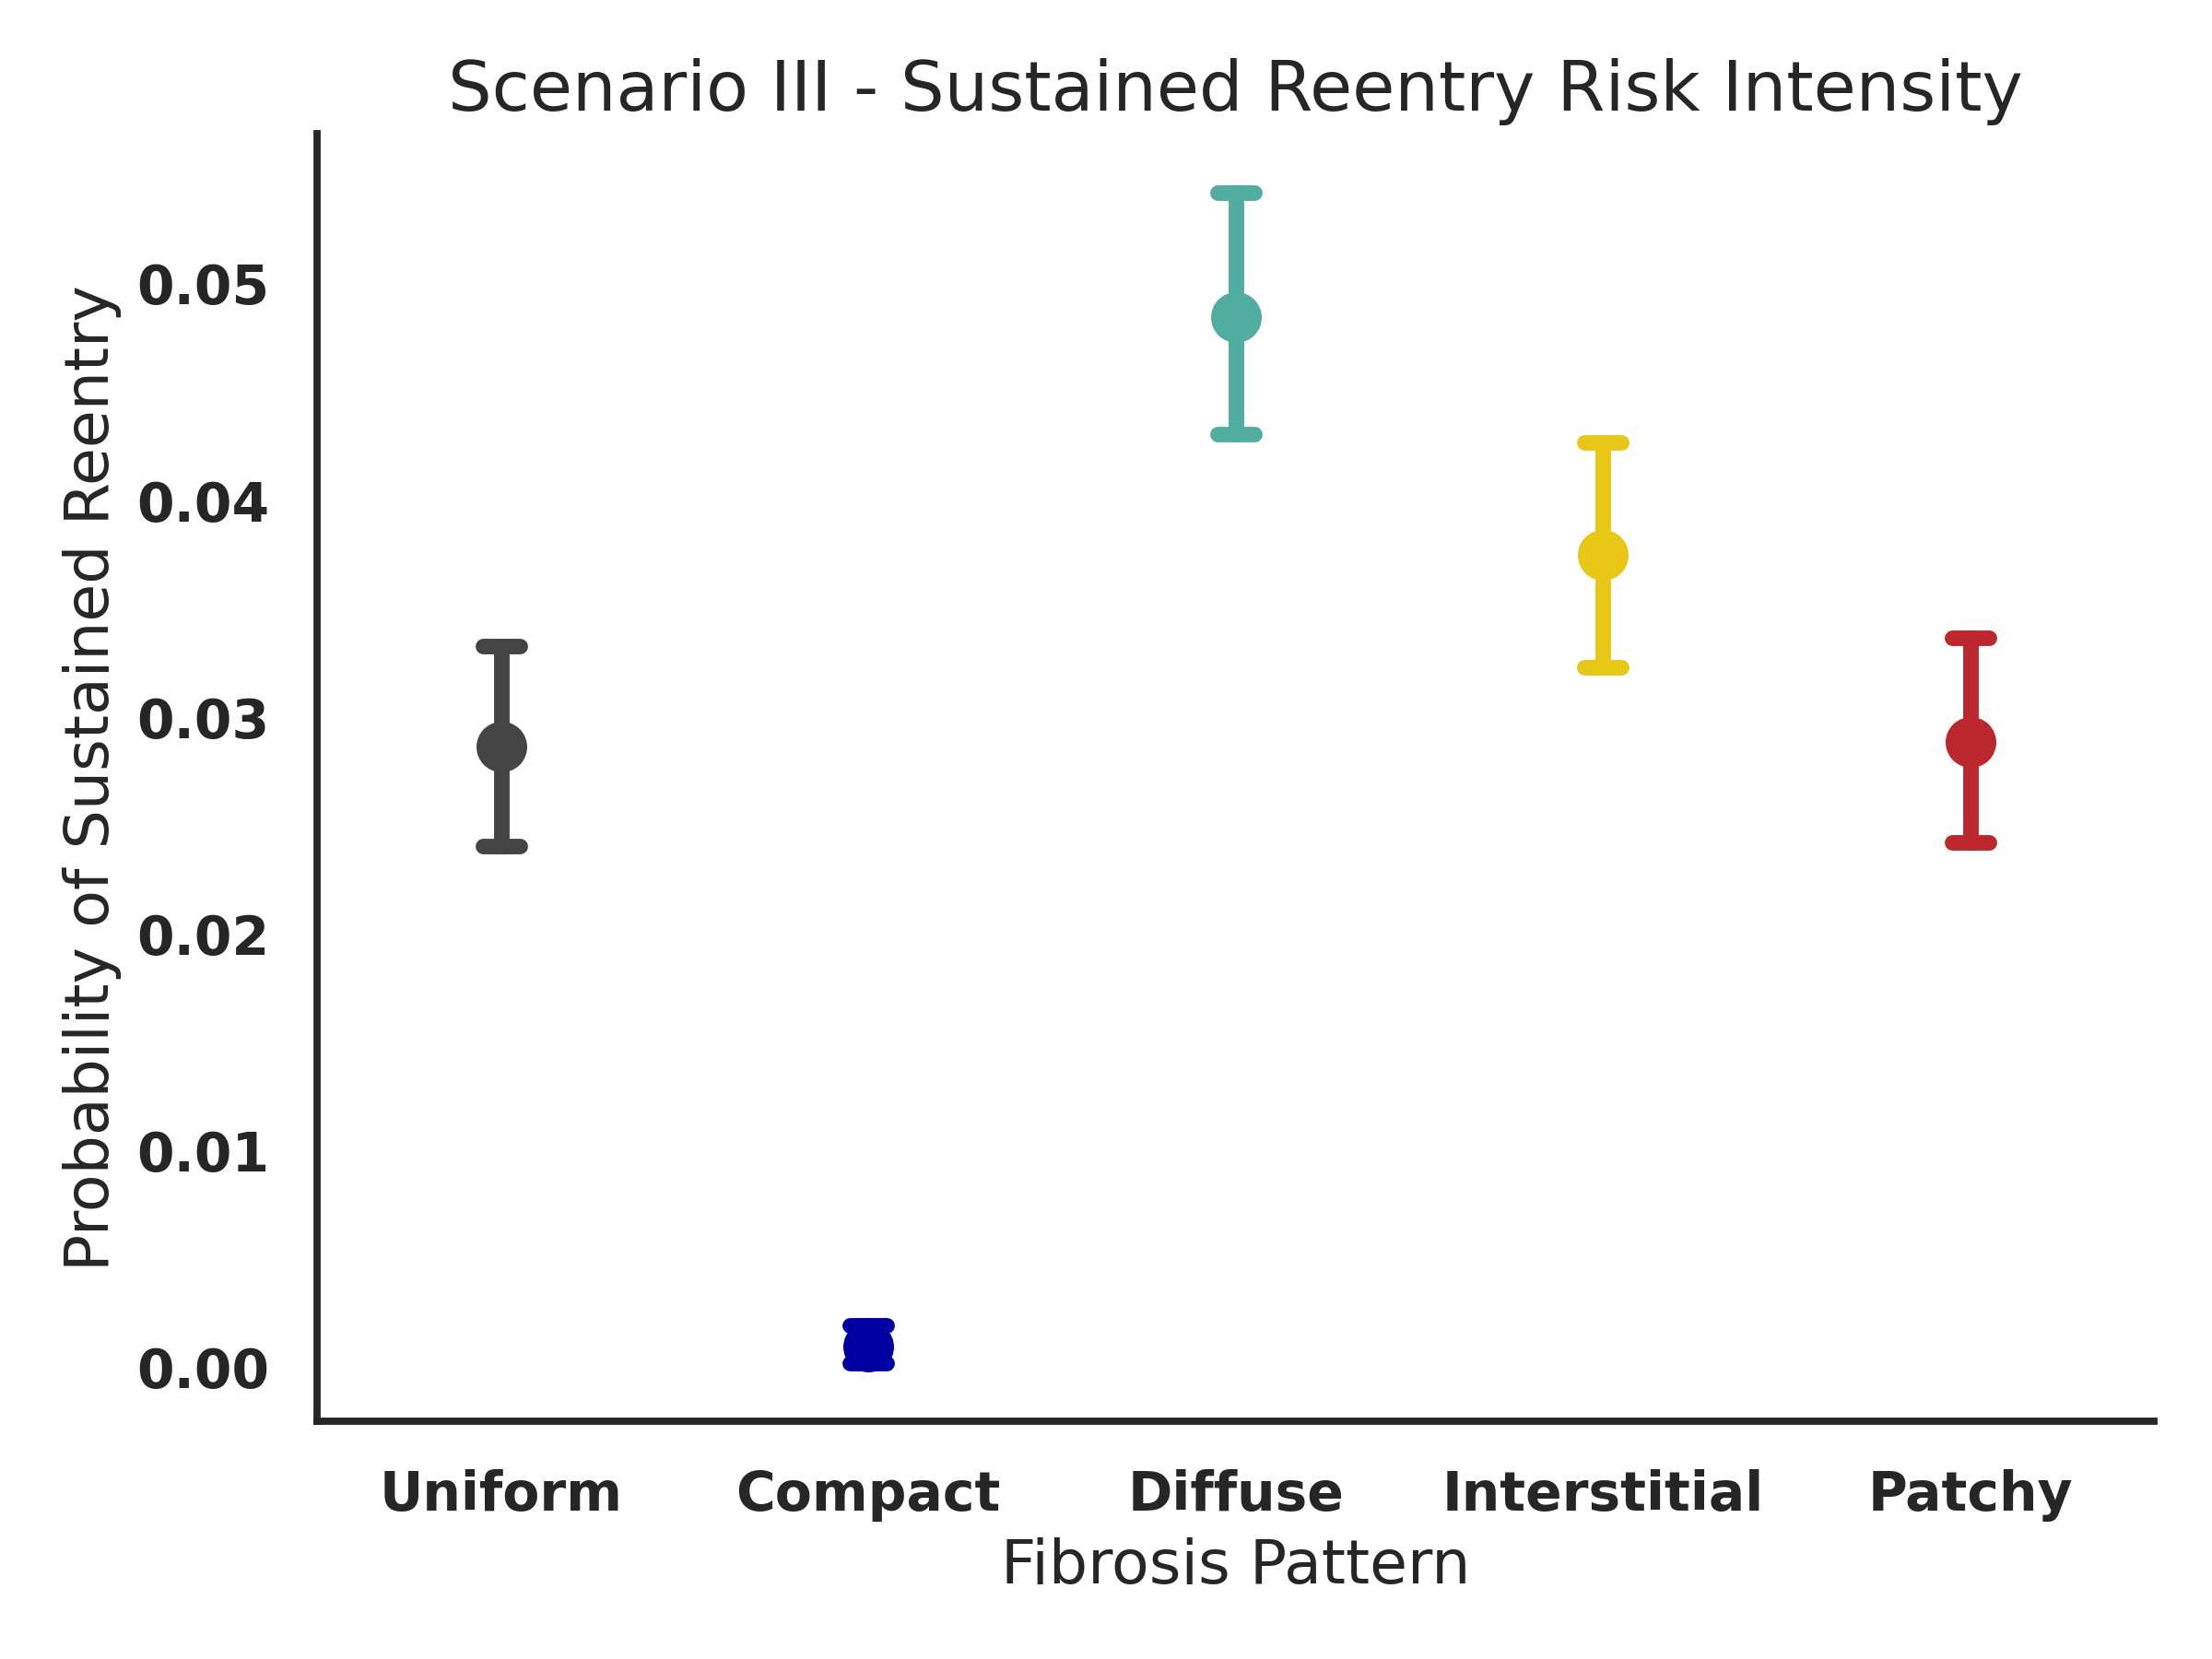 Scenario III - Sustained Reentry Risk Intensity
Probability of Sustained Reentry
0.05
0.04
0.03
0.02
0.01
0.00
Uniform Compact Diffuse Interstitial Patchy
Fibrosis Pattern